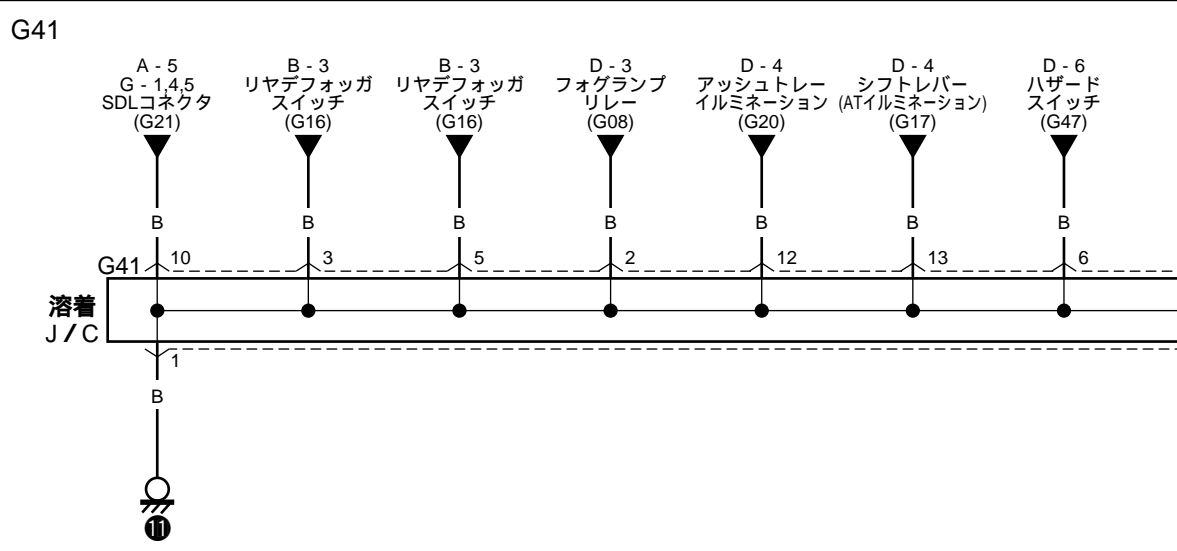 G41
A - 5
G - 1,4,5
SDLコネクタ
(G21)
B - 3
リヤデフォッガ
スイッチ
(G16)
B - 3
リヤデフォッガ
スイッチ
(G16)
D - 3
フォグランプ
リレー
(G08)
D - 4
アッシュトレー
イルミネーション
(G20)
D - 4
シフトレバー
(ATイルミネーション)
(G17)
D - 6
ハザード
スイッチ
(G47)
B B B B B B B
G41 10 3 5 2 12 13 6
溶着
J/C
1
B
⓫